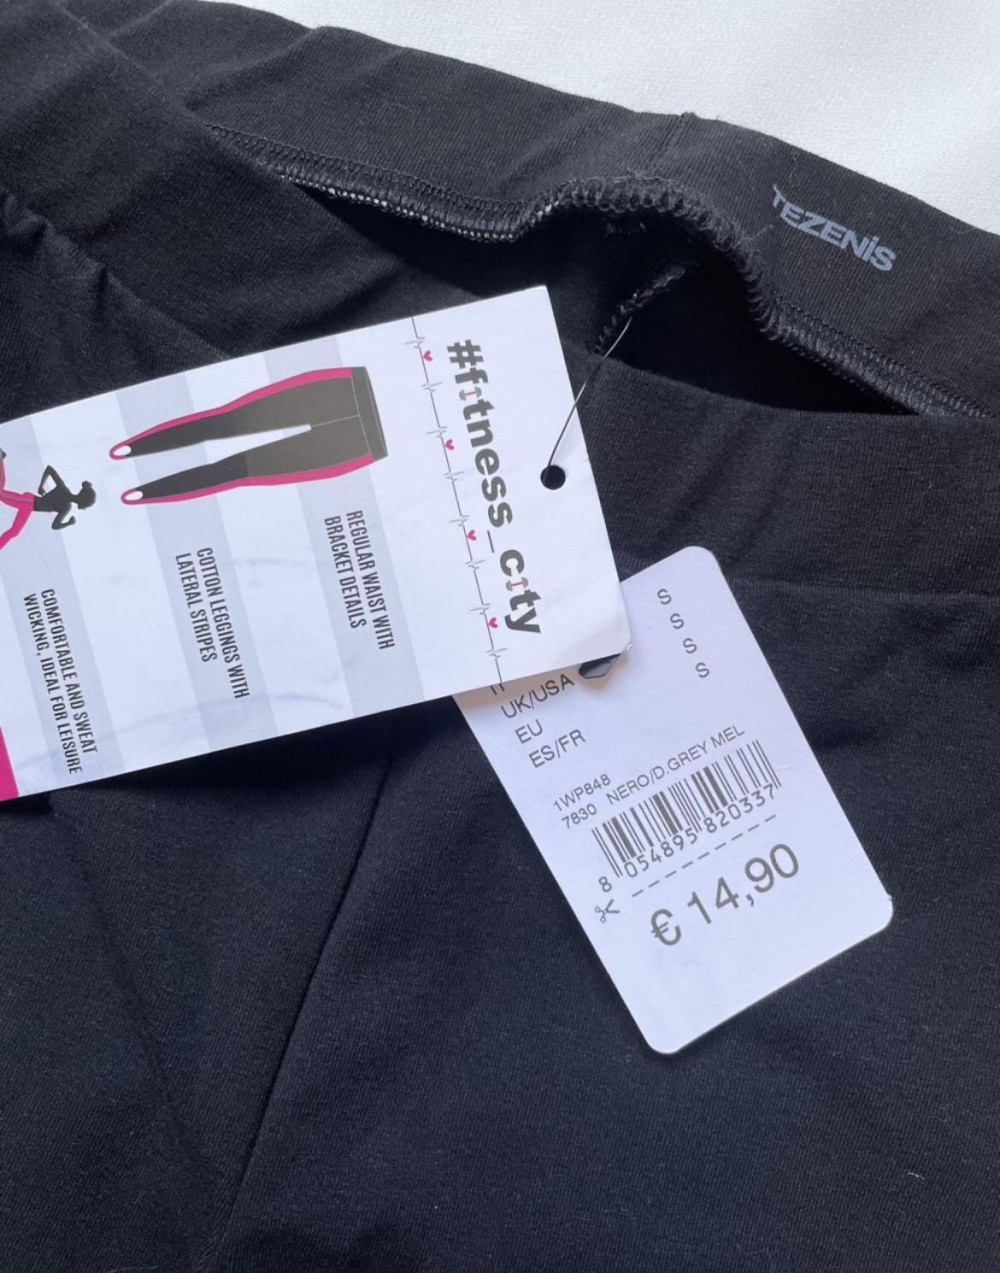 TEZENIS
#fitness_city
REGULAR WAIST WITH
BRACKET DETAILS
COTTON LEGGINGS WITH
LATERAL STRIPES
COMFORTABLE AND SWEAT
WICKING, IDEAL FOR LEISURE
S
S
S
S
UK/USA
EU
ES/FR
1WP848
7830 NERO/D.GREY MEL
8 054895 820337
€ 14,90